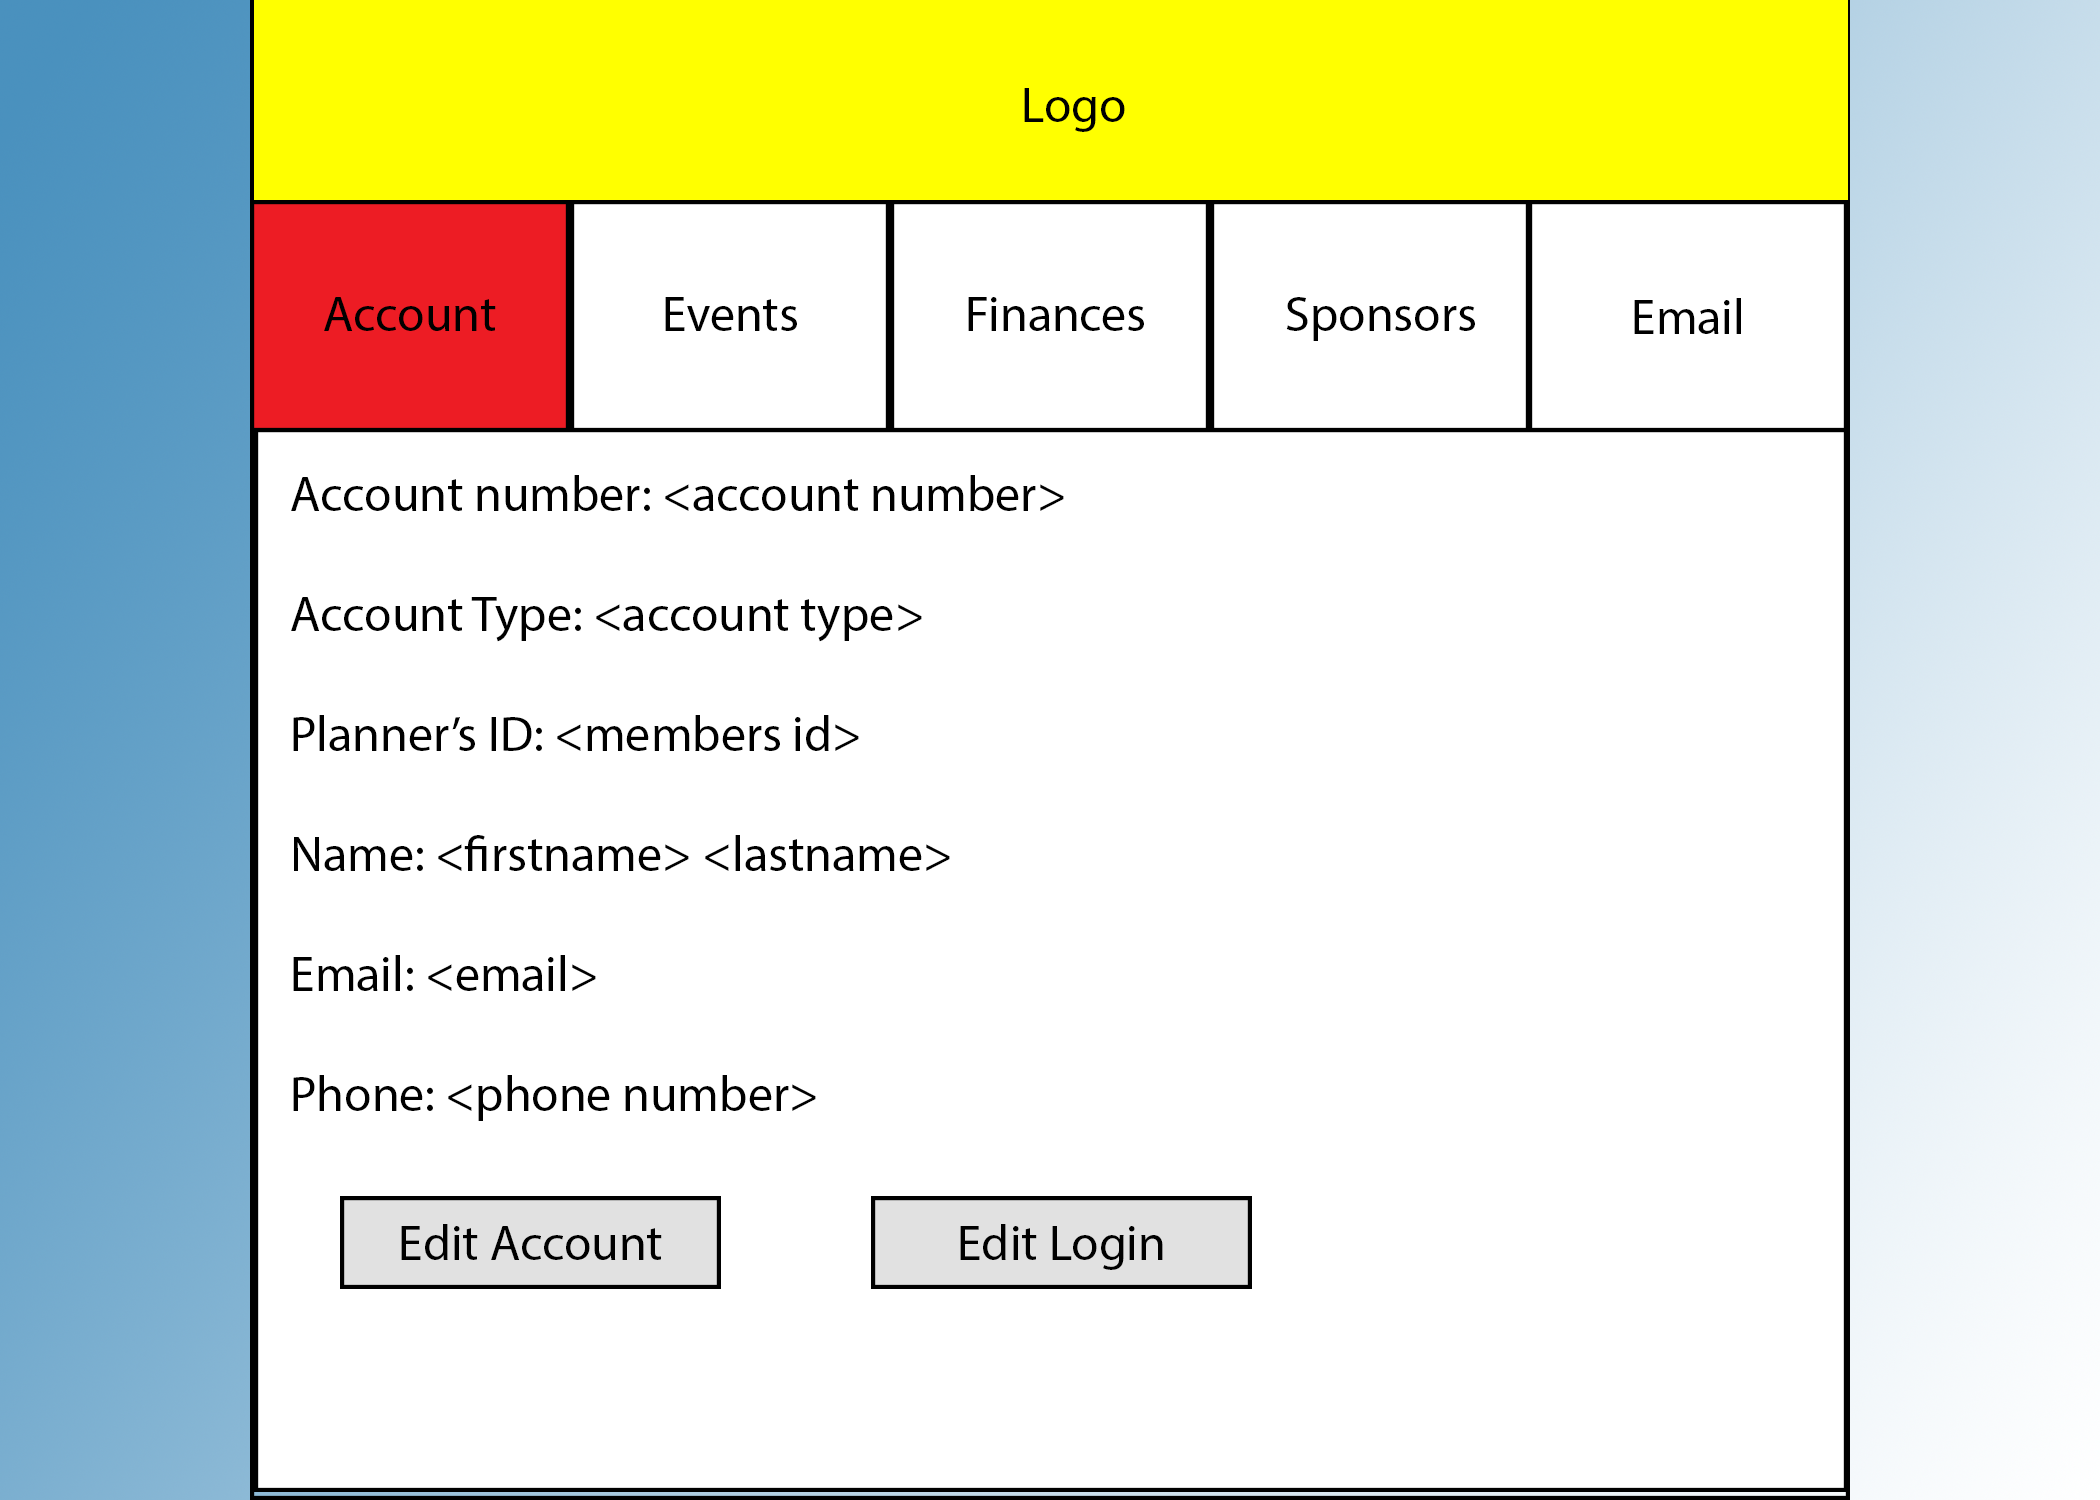 Logo
Account Events Finances Sponsors Email
Account number: <account number>
Account Type: <account type>
Planner’s ID: <members id>
Name: <firstname> <lastname>
Email: <email>
Phone: <phone number>
Edit Account Edit Login